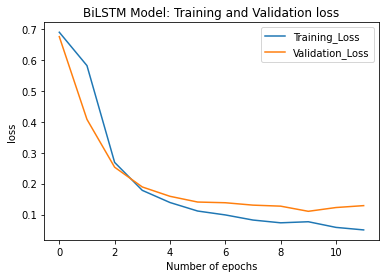 BiLSTM Model: Training and Validation loss
Training_Loss
Validation_Loss
0.7
0.6
0.5
0.4
0.3
0.2
0.1
loss
0 2 4 6 8 10
Number of epochs